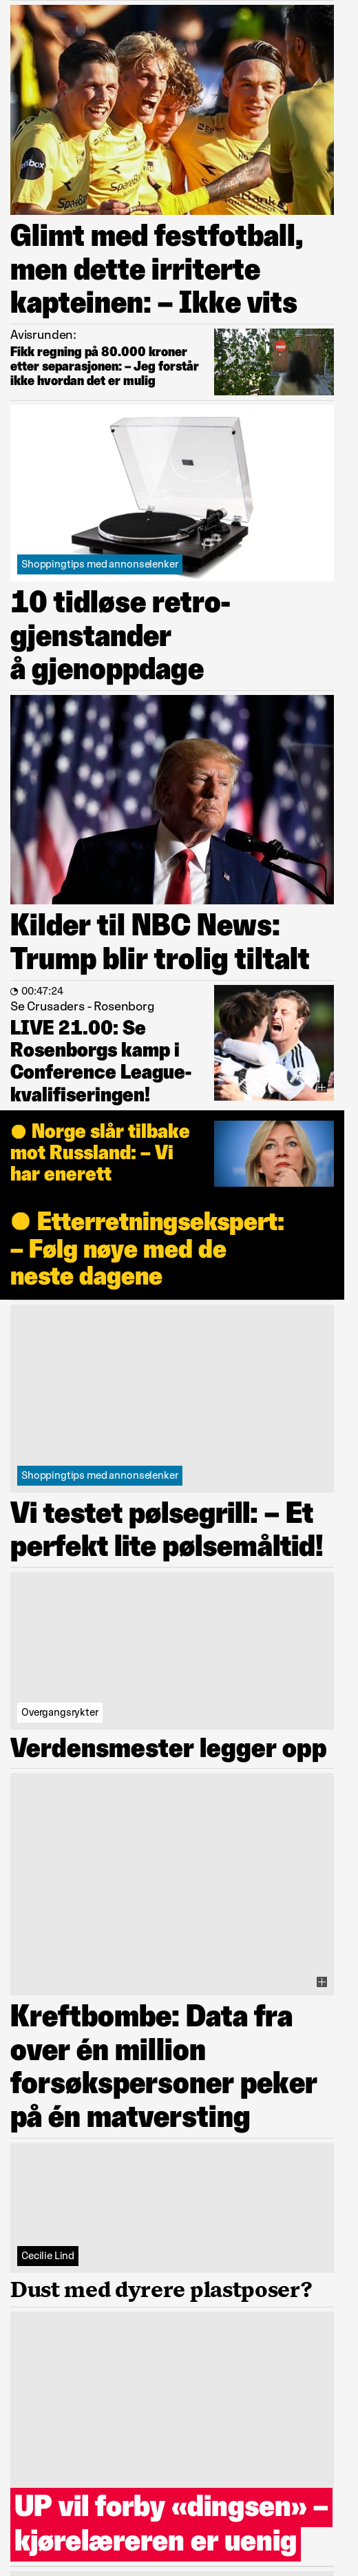 Glimt med festfotball,
men dette irriterte
kapteinen: – Ikke vits
Avisrunden:
Fikk regning på 80.000 kroner
etter separasjonen: – Jeg forstår
ikke hvordan det er mulig
Shoppingtips med annonselenker
10 tidløse retro-
gjenstander
å gjenoppdage
Kilder til NBC News:
Trump blir trolig tiltalt
00:47:24
Se Crusaders - Rosenborg
LIVE 21.00: Se
Rosenborgs kamp i
Conference League-
kvalifiseringen!
Norge slår tilbake
mot Russland: – Vi
har enerett
Etterretningsekspert:
– Følg nøye med de
neste dagene
Shoppingtips med annonselenker
Vi testet pølsegrill: – Et
perfekt lite pølsemåltid!
Overgangsrykter
Verdensmester legger opp
Kreftbombe: Data fra
over én million
forsøkspersoner peker
på én matversting
Cecilie Lind
Dust med dyrere plastposer?
UP vil forby «dingsen» –
kjørelæreren er uenig